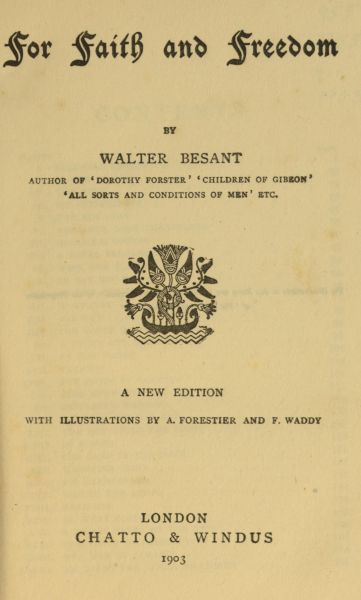 For Faith and Freedom
BY
WALTER BESANT
AUTHOR OF ‘DOROTHY FORSTER’ ‘CHILDREN OF GIBEON’
‘ALL SORTS AND CONDITIONS OF MEN’ ETC.
A NEW EDITION
WITH ILLUSTRATIONS BY A. FORESTIER AND F. WADDY
LONDON
CHATTO & WINDUS
1903